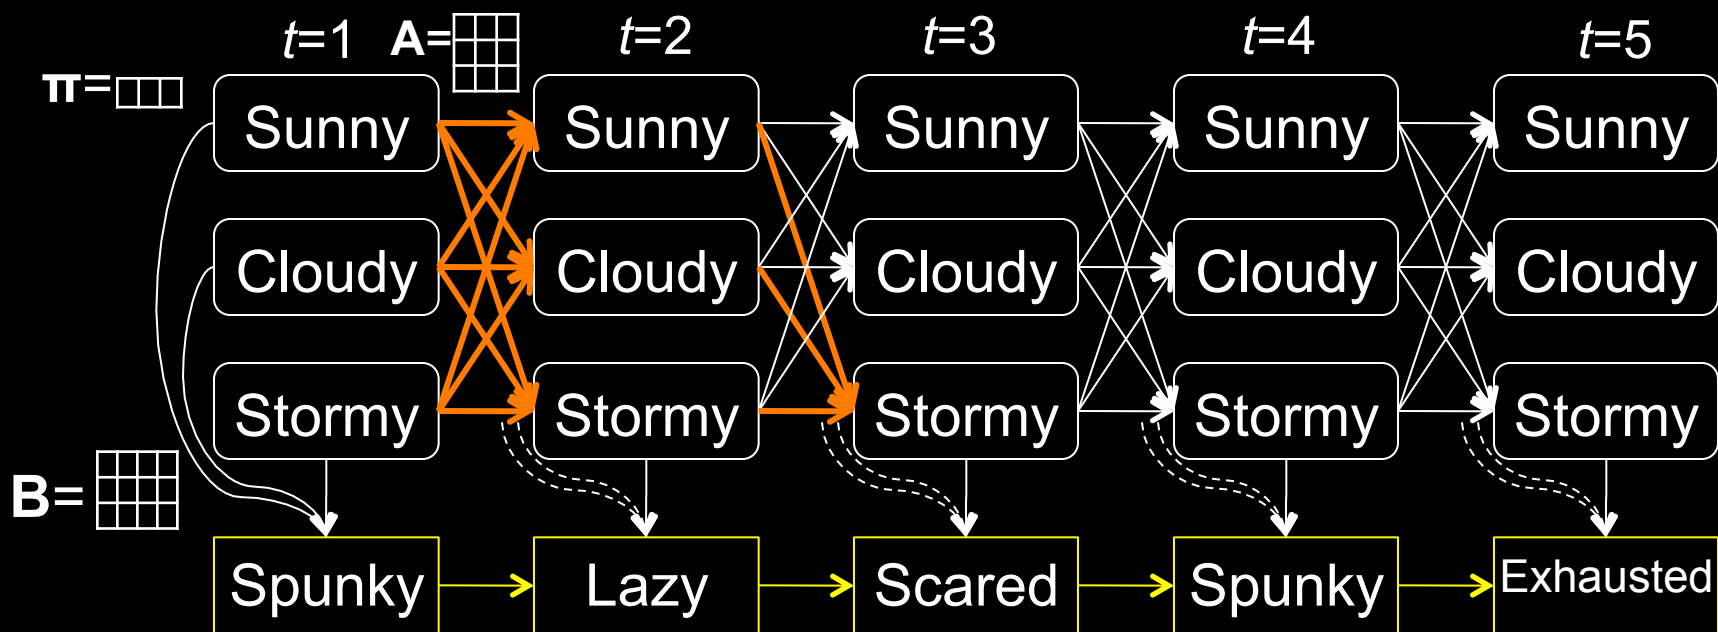 t=1 A= t=2 t=3 t=4 t=5
π=
Sunny Sunny Sunny Sunny Sunny
Cloudy Cloudy Cloudy Cloudy Cloudy
Stormy Stormy Stormy Stormy Stormy
B=
Spunky Lazy Scared Spunky Exhausted